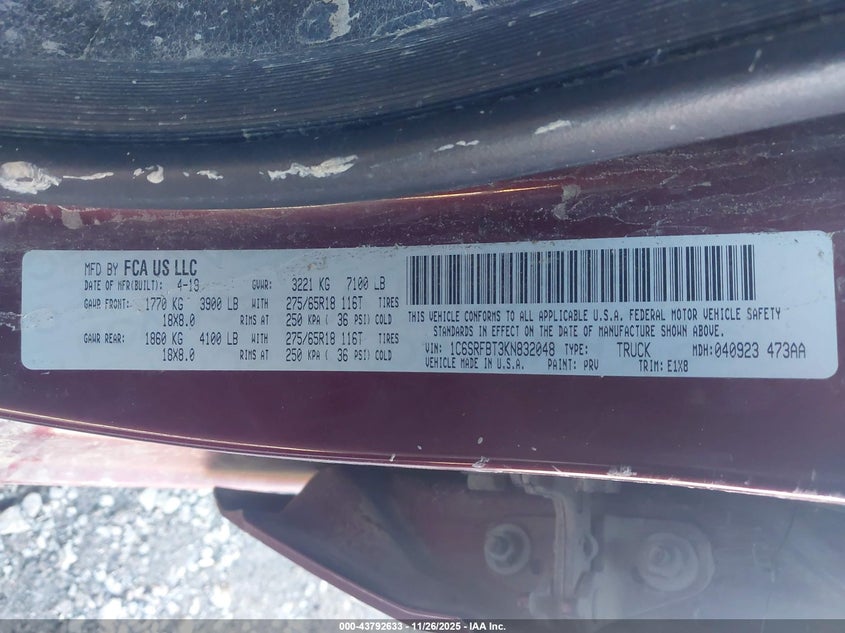 MFD BY FCA US LLC
DATE OF MFR(BUILT): 4-19 GVWR: 3221 KG 7100 LB
GAWR FRONT: 1770 KG 3900 LB WITH 275/65R18 116T TIRES
18X8.0 RIMS AT 250 KPA ( 36 PSI) COLD
GAWR REAR: 1860 KG 4100 LB WITH 275/65R18 116T TIRES
18X8.0 RIMS AT 250 KPA ( 36 PSI) COLD
THIS VEHICLE CONFORMS TO ALL APPLICABLE U.S.A. FEDERAL MOTOR VEHICLE SAFETY
STANDARDS IN EFFECT ON THE DATE OF MANUFACTURE SHOWN ABOVE.
VIN: 1C6SRFBT3KN832048 TYPE: TRUCK MDH: 040923 473AA
VEHICLE MADE IN U.S.A. PAINT: PRV TRIM: E1X8
000-43792633 - 11/26/2025 - IAA Inc.